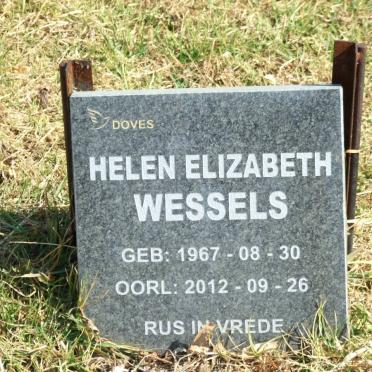 DOVES
HELEN ELIZABETH
WESSELS
GEB: 1967 - 08 - 30
OORL: 2012 - 09 - 26
RUS IN VREDE